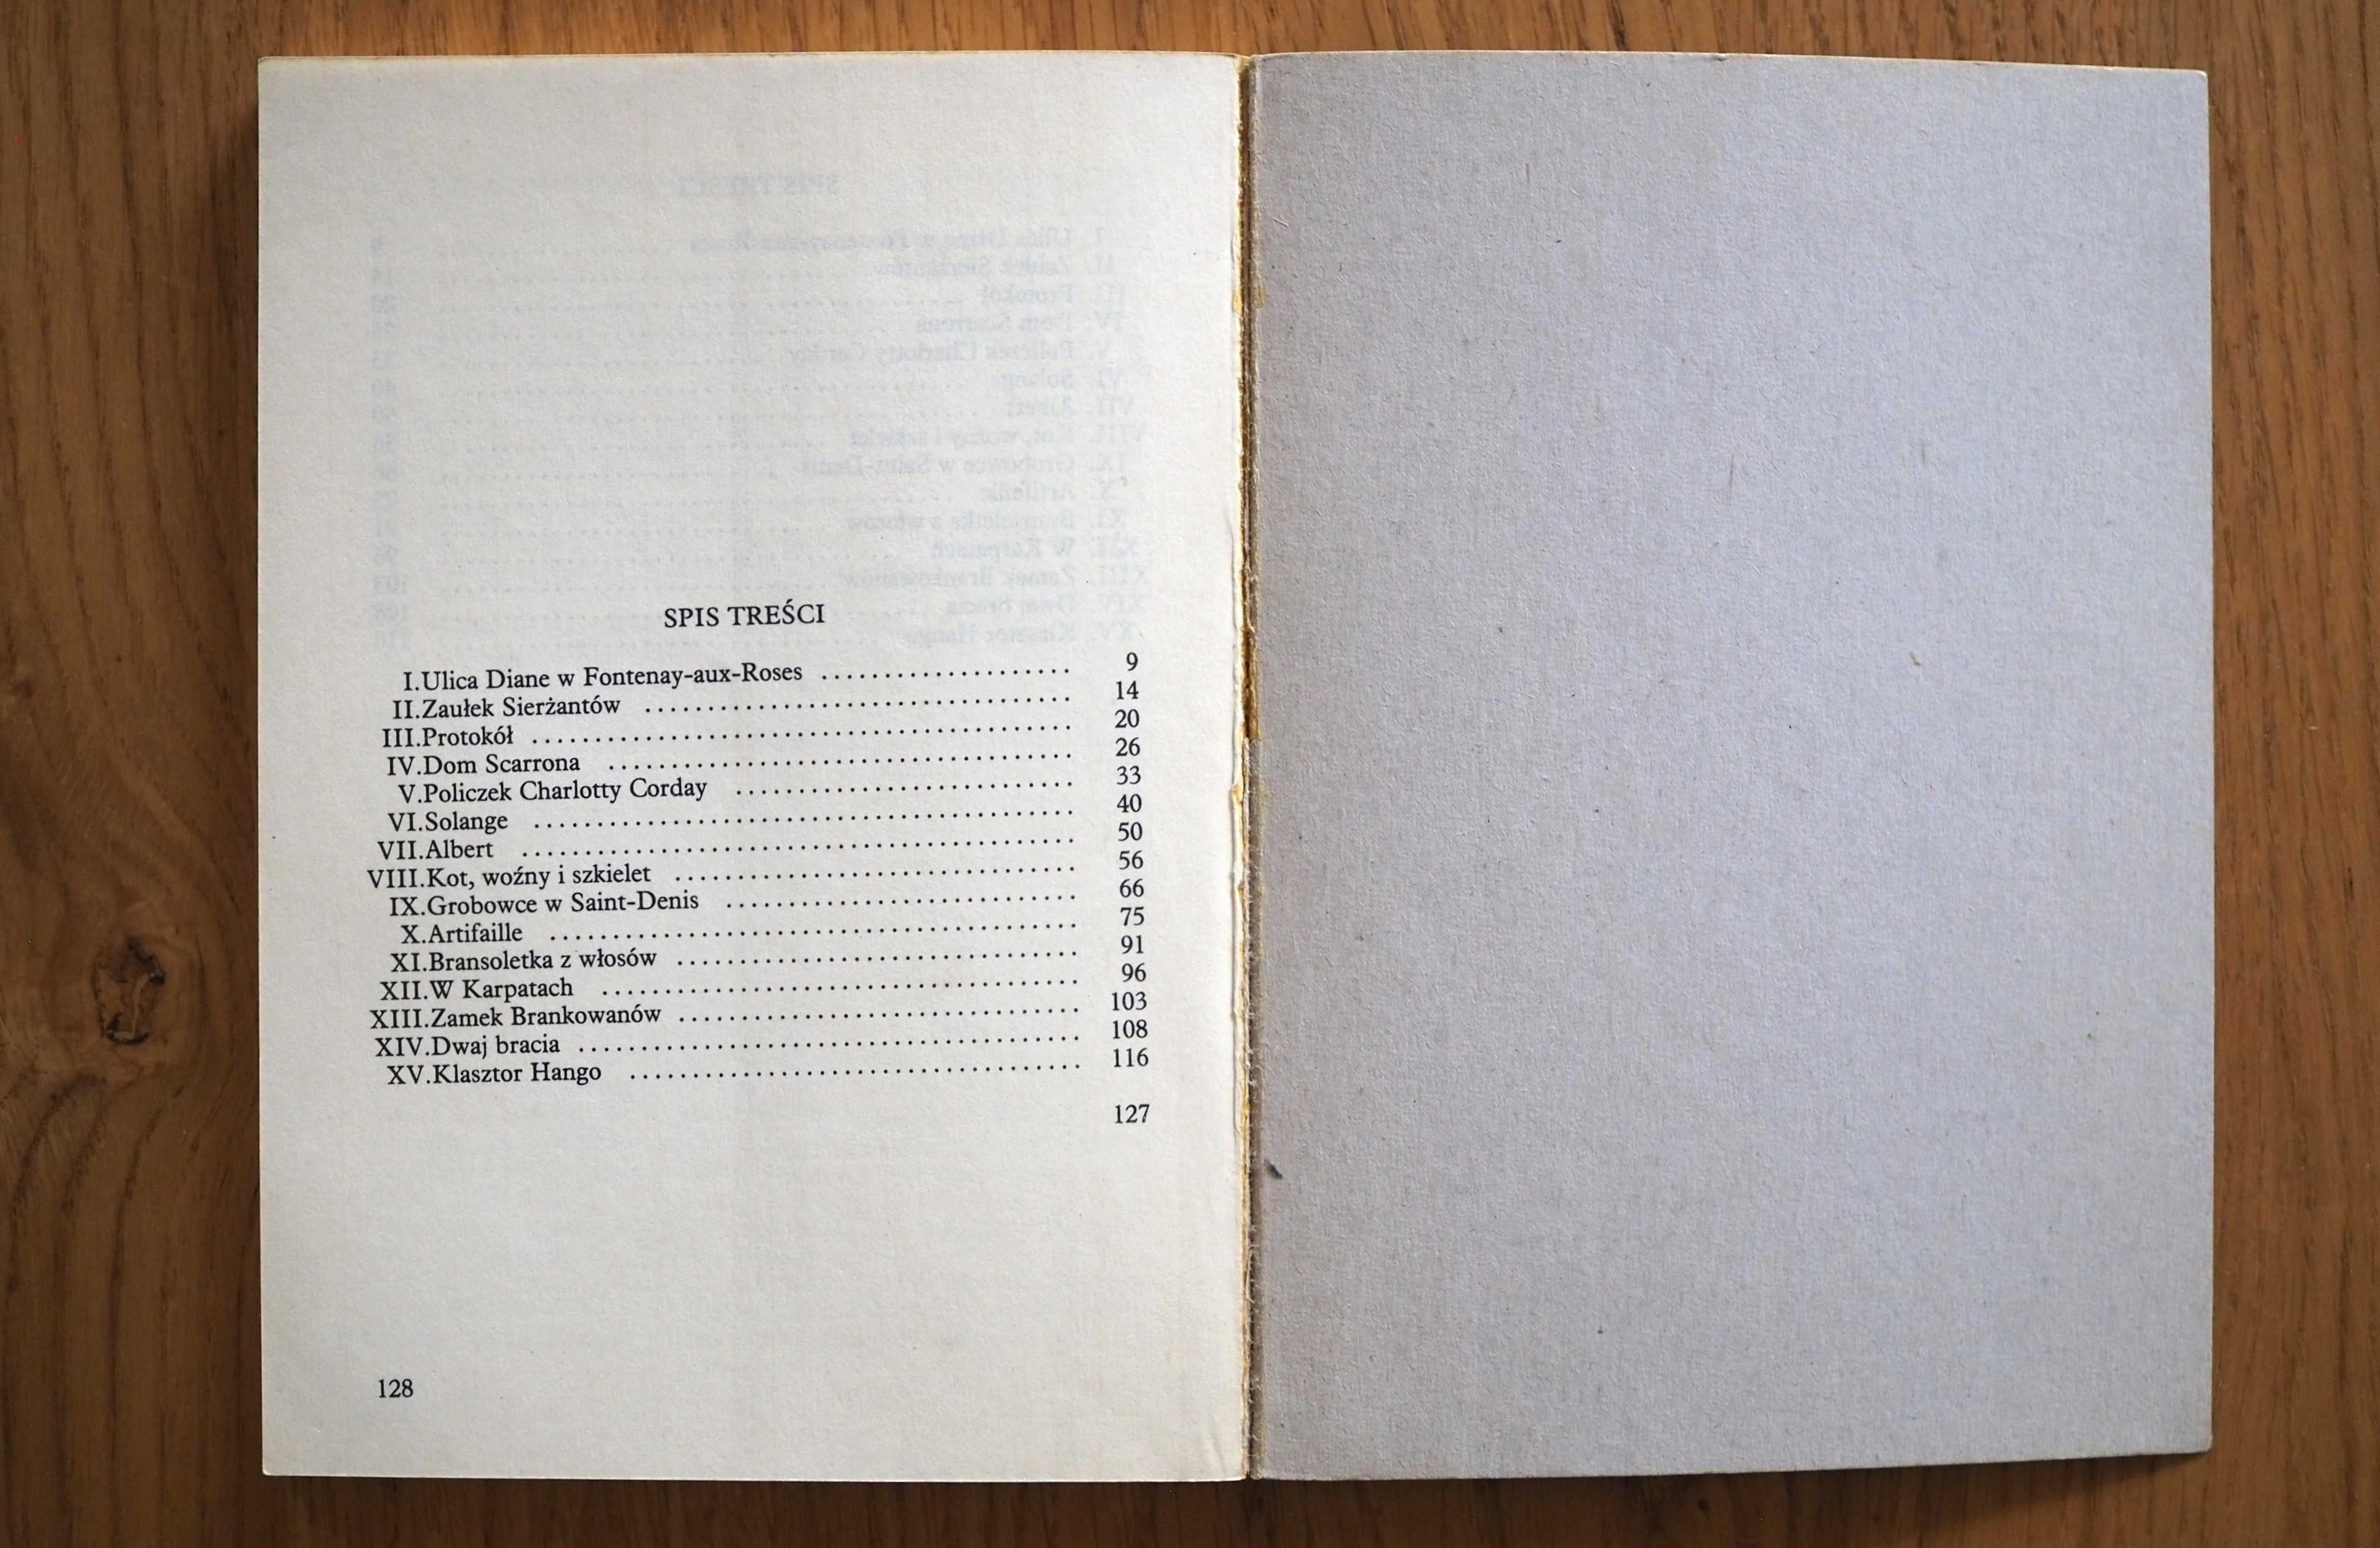 SPIS TREŚCI
I.Ulica Diane w Fontenay-aux-Roses .................... 9
II.Zaułek Sierżantów .................................. 14
III.Protokół ........................................... 20
IV.Dom Scarrona ..................................... 26
V.Policzek Charlotty Corday ........................... 33
VI.Solange ........................................... 40
VII.Albert ............................................ 50
VIII.Kot, woźny i szkielet ................................ 56
IX.Grobowce w Saint-Denis ............................ 66
X.Artifaille .......................................... 75
XI.Bransoletka z włosów ................................ 91
XII.W Karpatach ...................................... 96
XIII.Zamek Brankowanów ................................ 103
XIV.Dwaj bracia ........................................ 108
XV.Klasztor Hango .................................... 116
127
128